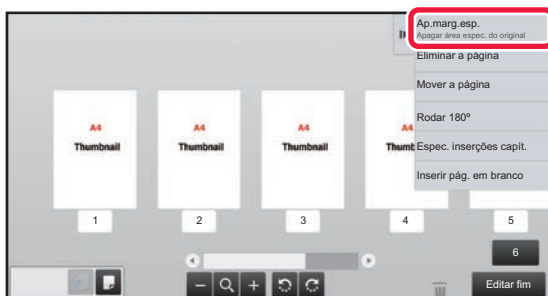 Ap.marg.esp.
Apagar área espec. do original
Eliminar a página
Mover a página
Rodar 180º
Espec. inserções capít.
Inserir pág. em branco
A4
Thumbnail
A4
Thumbnail
A4
Thumbnail
A4
Thumb
1
2
3
4
5
6
Editar fim